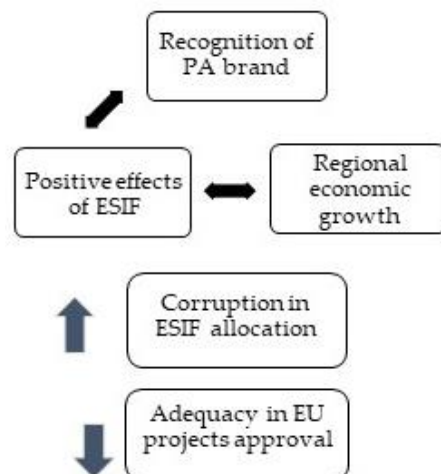 Recognition of
PA brand
Positive effects
of ESIF
Regional
economic
growth
Corruption in
ESIF allocation
Adequacy in EU
projects approval